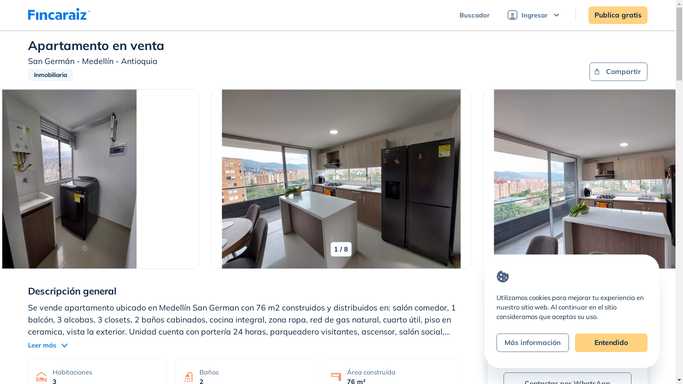 Fincaraiz
Buscador
Ingresar
Publica gratis
Apartamento en venta
San Germán - Medellín - Antioquia
Inmobiliaria
Compartir
1 / 8
Descripción general
Se vende apartamento ubicado en Medellín San German con 76 m2 construidos y distribuidos en: salón comedor, 1
balcón, 3 alcobas, 3 closets, 2 baños cabinados, cocina integral, zona ropa, red de gas natural, cuarto útil, piso en
ceramica, vista la exterior. Unidad cuenta con portería 24 horas, parqueadero visitantes, ascensor, salón social,...
Leer más
Habitaciones
3
Baños
2
Área construida
76 m²
Utilizamos cookies para mejorar tu experiencia en
nuestro sitio web. Al continuar en el sitio
consideramos que aceptas su uso.
Más información
Entendido
Contactar por WhatsApp